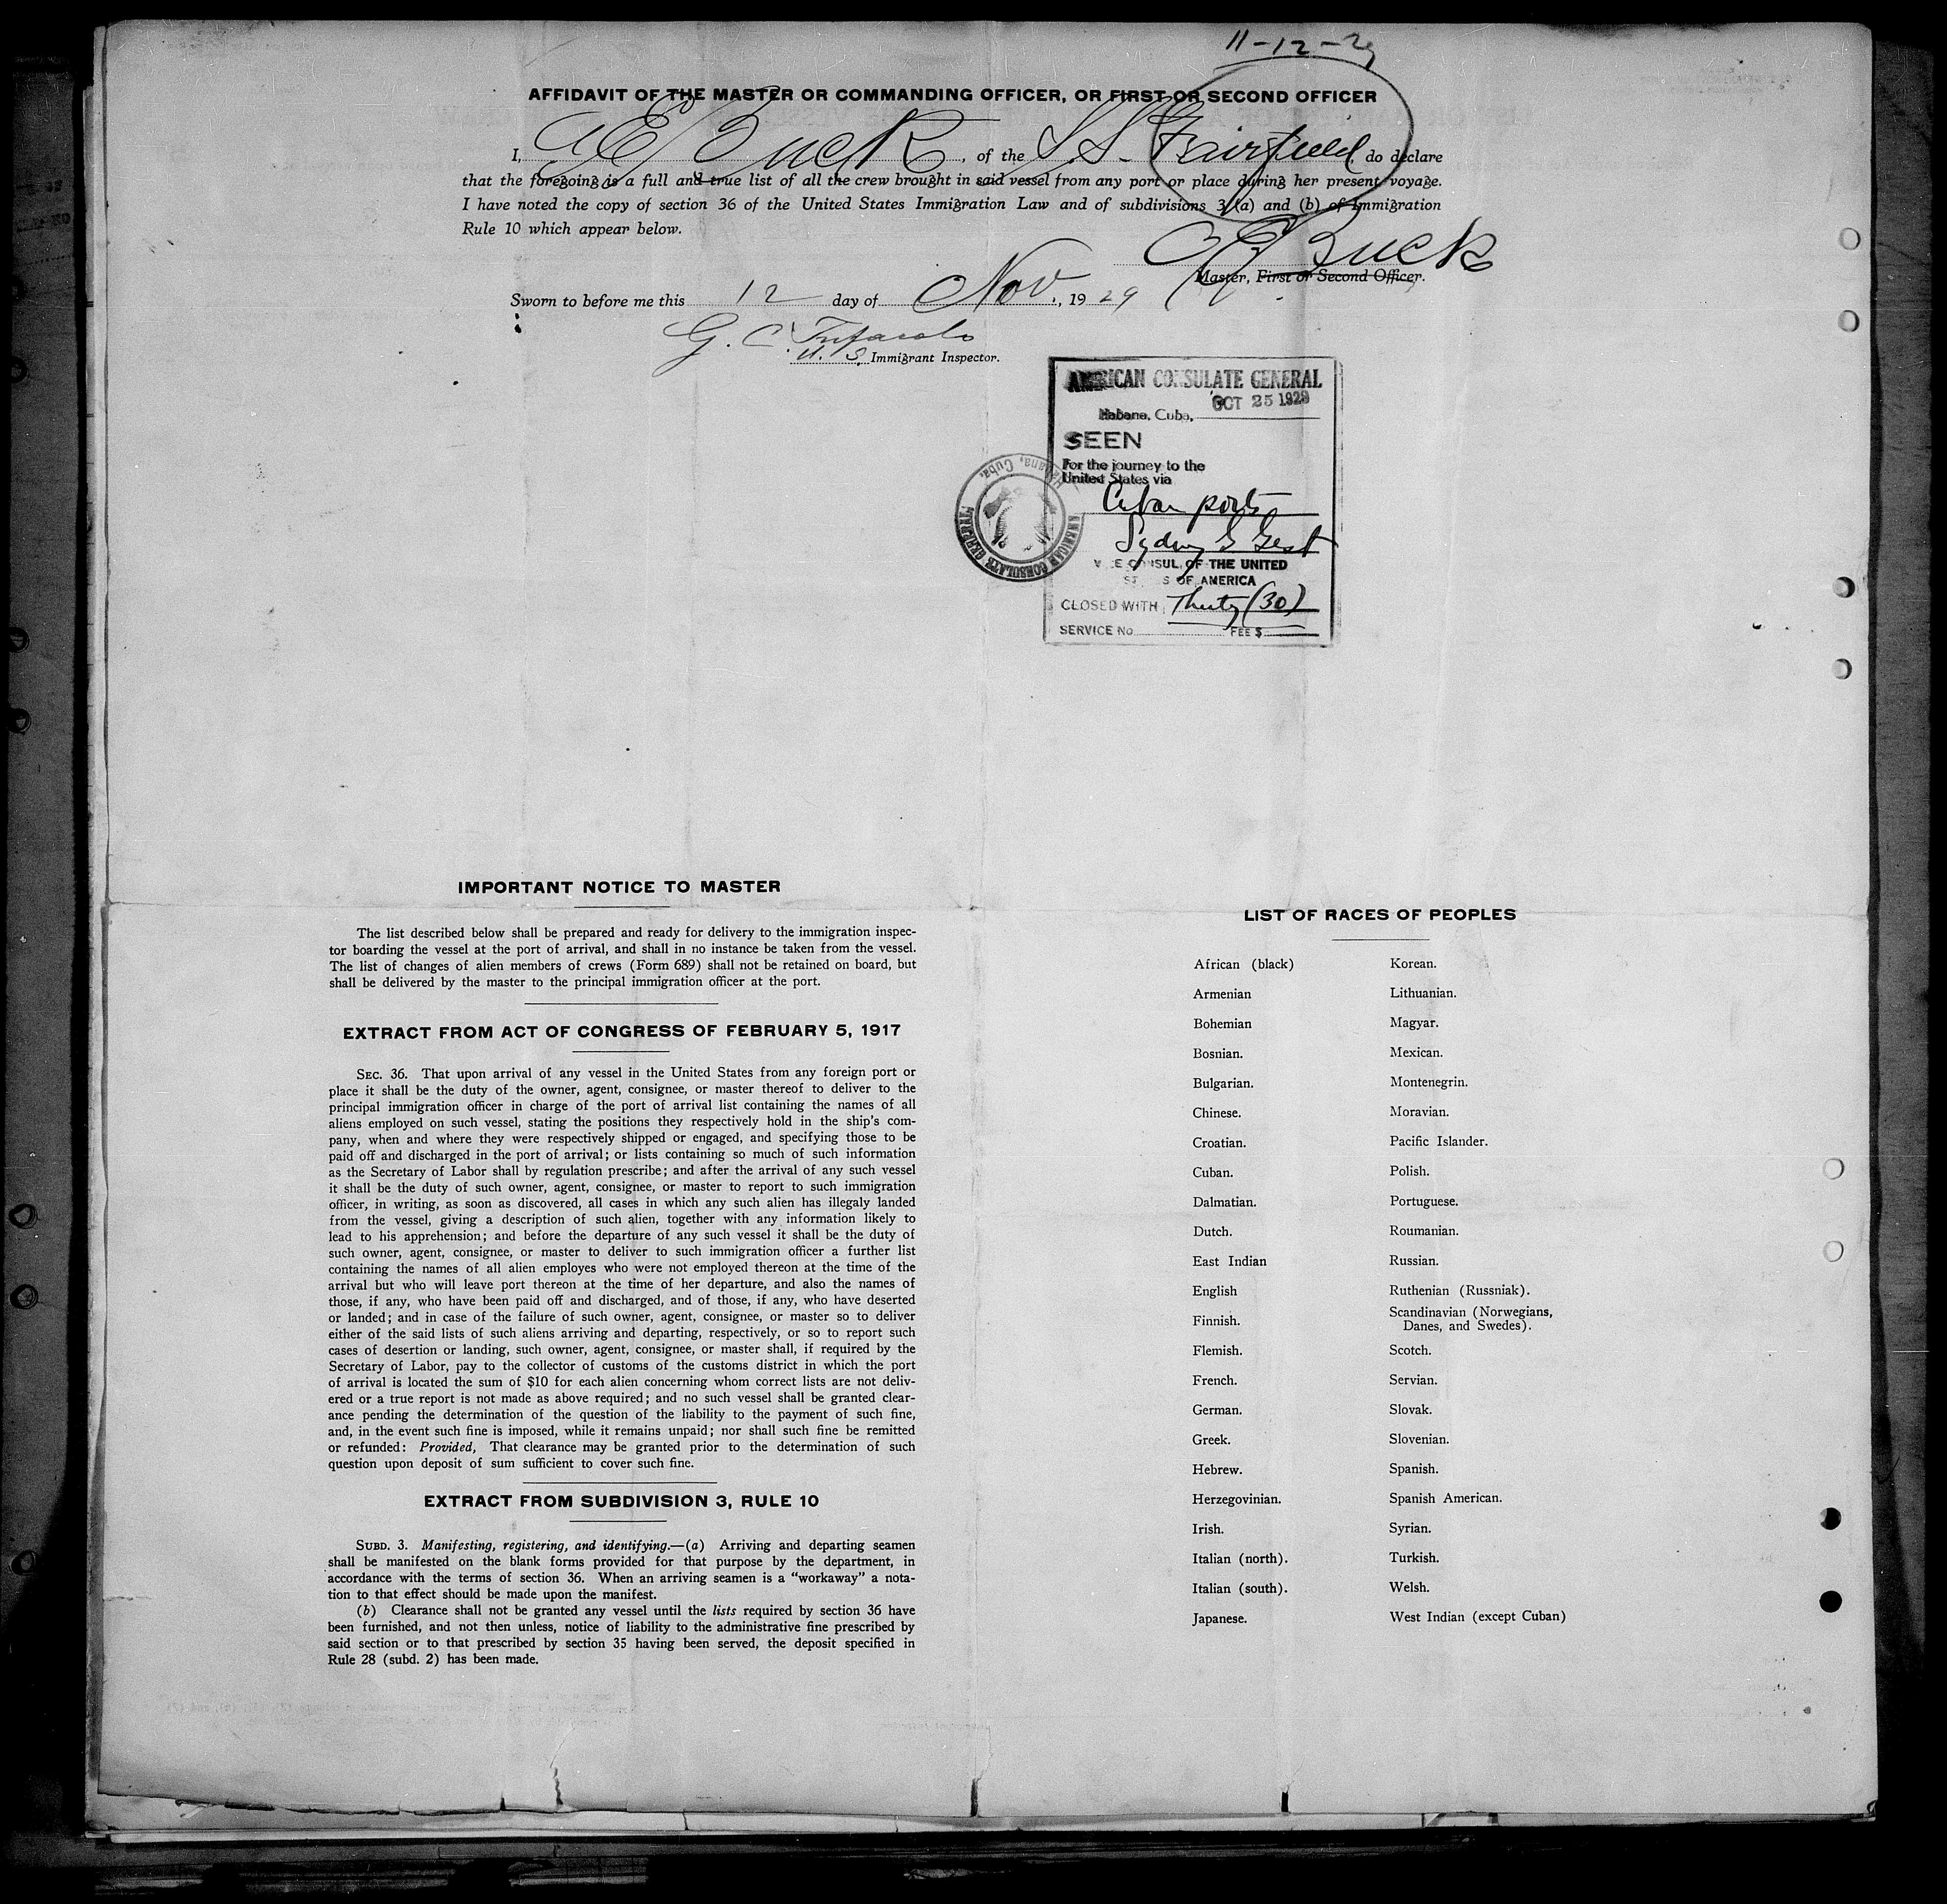 11-12-29
AFFIDAVIT OF THE MASTER OR COMMANDING OFFICER, OR FIRST OR SECOND OFFICER
I, C E Buck, of the S.S. Fairfield, do declare
that the foregoing is a full and true list of all the crew brought in said vessel from any port or place during her present voyage.
I have noted the copy of section 36 of the United States Immigration Law and of subdivisions 3 (a) and (b) of Immigration
Rule 10 which appear below.
C E Buck
Master, First or Second Officer.
Sworn to before me this 12 day of Nov, 19 29
G. C.
U. S. Immigrant Inspector.
AMERICAN CONSULATE GENERAL
OCT 25 1929
Habana, Cuba,
SEEN
For the journey to the
United States via
Cuban ports
Sydney G Gest
VICE CONSUL OF THE UNITED
STATES OF AMERICA
CLOSED WITH Thirty (30)
SERVICE No. FEE $
AMERICAN CONSULATE GENERAL
Habana, Cuba.
IMPORTANT NOTICE TO MASTER
The list described below shall be prepared and ready for delivery to the immigration inspec-
tor boarding the vessel at the port of arrival, and shall in no instance be taken from the vessel.
The list of changes of alien members of crews (Form 689) shall not be retained on board, but
shall be delivered by the master to the principal immigration officer at the port.
EXTRACT FROM ACT OF CONGRESS OF FEBRUARY 5, 1917
SEC. 36. That upon arrival of any vessel in the United States from any foreign port or
place it shall be the duty of the owner, agent, consignee, or master thereof to deliver to the
principal immigration officer in charge of the port of arrival list containing the names of all
aliens employed on such vessel, stating the positions they respectively hold in the ship's com-
pany, when and where they were respectively shipped or engaged, and specifying those to be
paid off and discharged in the port of arrival; or lists containing so much of such information
as the Secretary of Labor shall by regulation prescribe; and after the arrival of any such vessel
it shall be the duty of such owner, agent, consignee, or master to report to such immigration
officer, in writing, as soon as discovered, all cases in which any such alien has illegaly landed
from the vessel, giving a description of such alien, together with any information likely to
lead to his apprehension; and before the departure of any such vessel it shall be the duty of
such owner, agent, consignee, or master to deliver to such immigration officer a further list
containing the names of all alien employes who were not employed thereon at the time of the
arrival but who will leave port thereon at the time of her departure, and also the names of
those, if any, who have been paid off and discharged, and of those, if any, who have deserted
or landed; and in case of the failure of such owner, agent, consignee, or master so to deliver
either of the said lists of such aliens arriving and departing, respectively, or so to report such
cases of desertion or landing, such owner, agent, consignee, or master shall, if required by the
Secretary of Labor, pay to the collector of customs of the customs district in which the port
of arrival is located the sum of $10 for each alien concerning whom correct lists are not deliv-
ered or a true report is not made as above required; and no such vessel shall be granted clear-
ance pending the determination of the question of the liability to the payment of such fine,
and, in the event such fine is imposed, while it remains unpaid; nor shall such fine be remitted
or refunded: Provided, That clearance may be granted prior to the determination of such
question upon deposit of sum sufficient to cover such fine.
EXTRACT FROM SUBDIVISION 3, RULE 10
SUBD. 3. Manifesting, registering, and identifying.—(a) Arriving and departing seamen
shall be manifested on the blank forms provided for that purpose by the department, in
accordance with the terms of section 36. When an arriving seamen is a "workaway" a nota-
tion to that effect should be made upon the manifest.
(b) Clearance shall not be granted any vessel until the lists required by section 36 have
been furnished, and not then unless, notice of liability to the administrative fine prescribed by
said section or to that prescribed by section 35 having been served, the deposit specified in
Rule 28 (subd. 2) has been made.
LIST OF RACES OF PEOPLES
African (black)
Armenian
Bohemian
Bosnian.
Bulgarian.
Chinese.
Croatian.
Cuban.
Dalmatian.
Dutch.
East Indian
English
Finnish.
Flemish.
French.
German.
Greek.
Hebrew.
Herzegovinian.
Irish.
Italian (north).
Italian (south).
Japanese.
Korean.
Lithuanian.
Magyar.
Mexican.
Montenegrin.
Moravian.
Pacific Islander.
Polish.
Portuguese.
Roumanian.
Russian.
Ruthenian (Russniak).
Scandinavian (Norwegians,
Danes, and Swedes).
Scotch.
Servian.
Slovak.
Slovenian.
Spanish.
Spanish American.
Syrian.
Turkish.
Welsh.
West Indian (except Cuban)